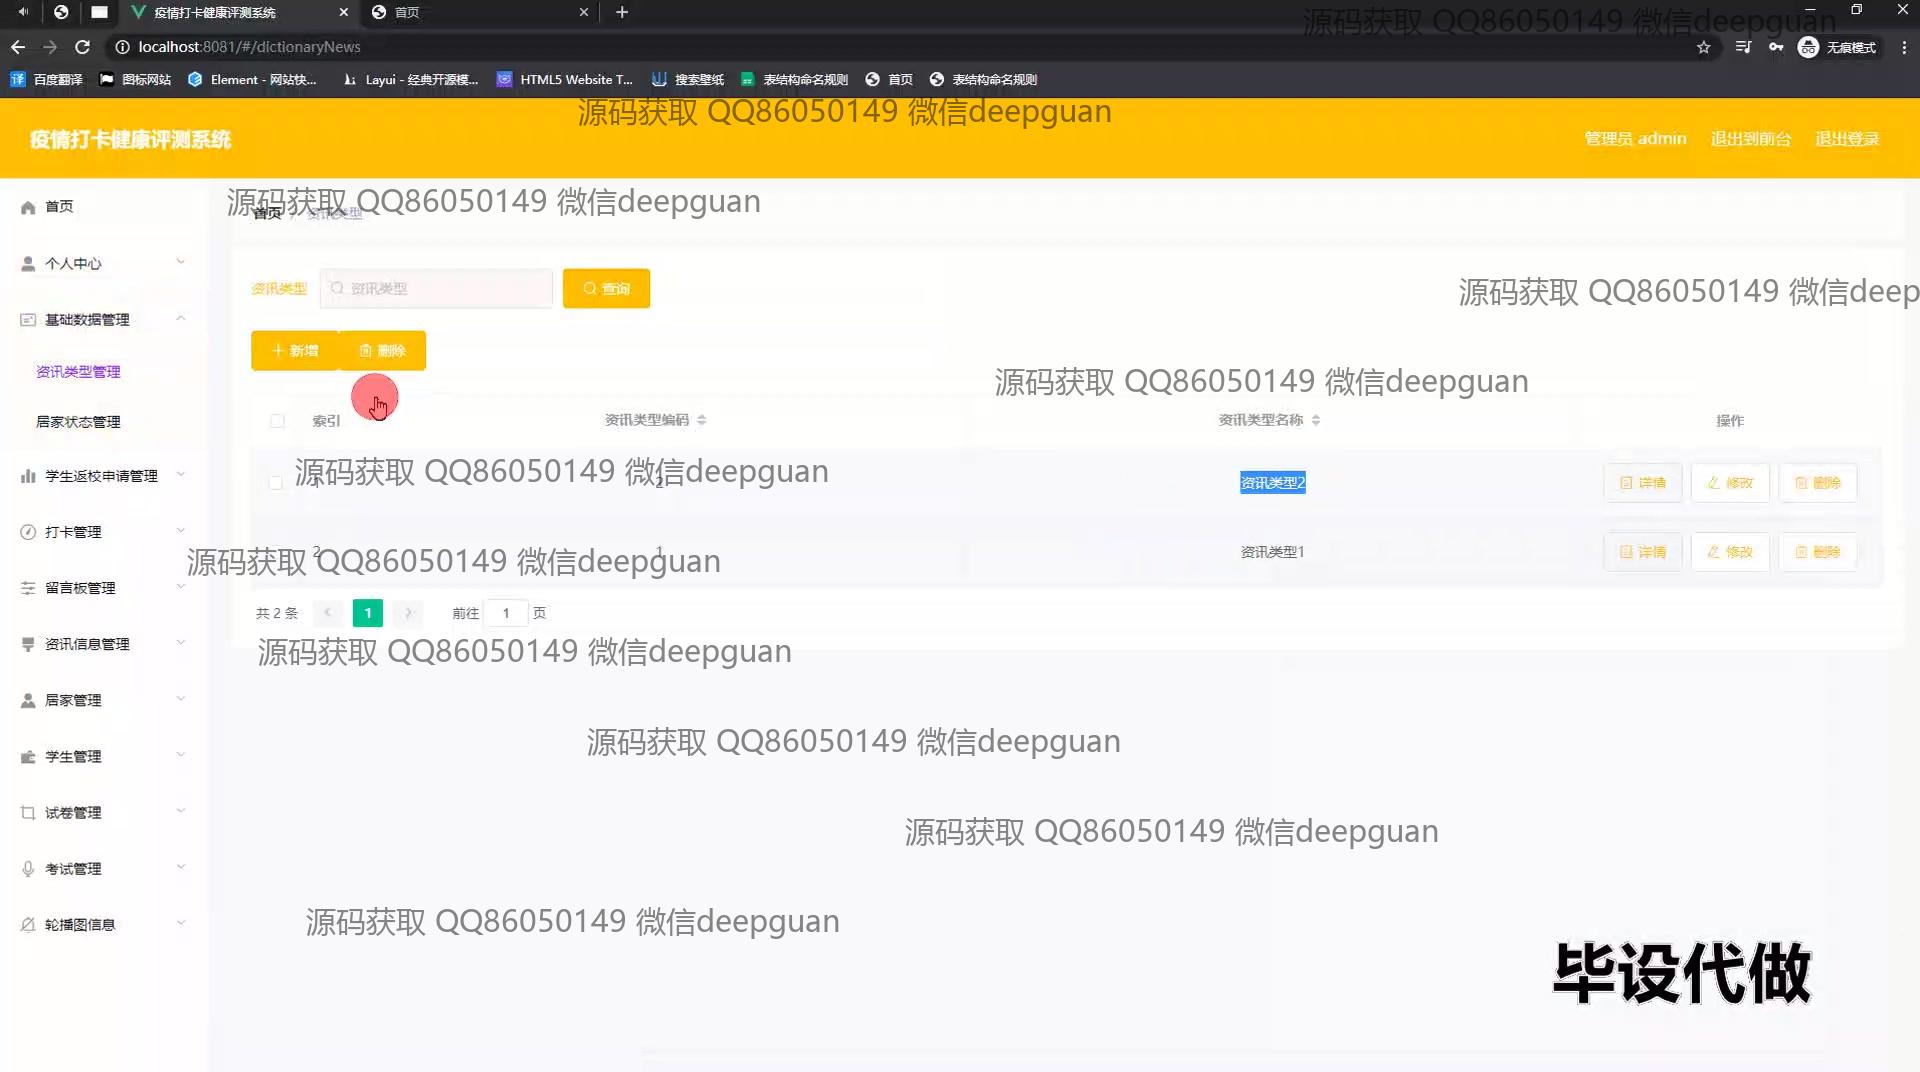 疫情打卡健康评测系统
首页
源码获取 QQ86050149 微信deepguan
localhost:8081/#/dictionaryNews
无痕模式
百度翻译
图标网站
Element - 网站快...
Layui - 经典开源模...
HTML5 Website T...
搜索壁纸
表结构命名规则
首页
表结构命名规则
源码获取 QQ86050149 微信deepguan
疫情打卡健康评测系统
管理员 admin
退出到前台
退出登录
首页
源码获取 QQ86050149 微信deepguan
首页
资讯类型
个人中心
资讯类型
资讯类型
查询
源码获取 QQ86050149 微信deep
基础数据管理
新增
删除
资讯类型管理
源码获取 QQ86050149 微信deepguan
居家状态管理
索引
资讯类型编码
资讯类型名称
操作
学生返校申请管理
源码获取 QQ86050149 微信deepguan
1
2
资讯类型2
详情
修改
删除
打卡管理
2
1
资讯类型1
详情
修改
删除
源码获取 QQ86050149 微信deepguan
留言板管理
共 2 条
1
前往
1
页
资讯信息管理
源码获取 QQ86050149 微信deepguan
居家管理
学生管理
源码获取 QQ86050149 微信deepguan
试卷管理
源码获取 QQ86050149 微信deepguan
考试管理
轮播图信息
源码获取 QQ86050149 微信deepguan
毕设代做